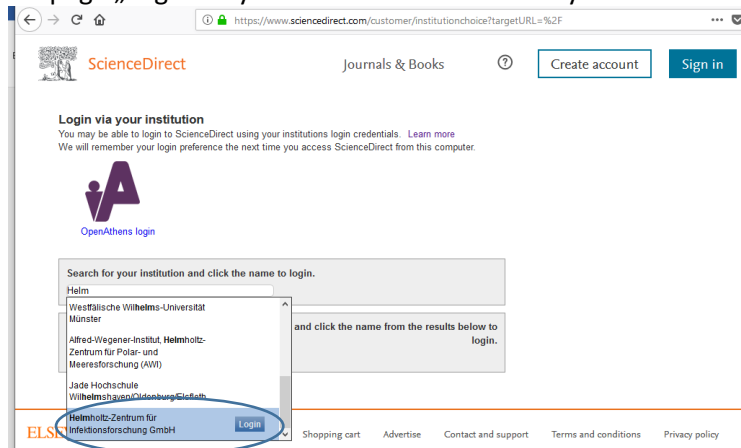 https://www.sciencedirect.com/customer/institutionchoice?targetURL=%2F
ScienceDirect
Journals & Books
?
Create account
Sign in
Login via your institution
You may be able to login to ScienceDirect using your institutions login credentials. Learn more
We will remember your login preference the next time you access ScienceDirect from this computer.
OpenAthens login
Search for your institution and click the name to login.
Helm
Westfälische Wilhelms-Universität
Münster
Alfred-Wegener-Institut, Helmholtz-
Zentrum für Polar- und
Meeresforschung (AWI)
Jade Hochschule
Wilhelmshaven/Oldenburg/Elsfleth
Helmholtz-Zentrum für
Infektionsforschung GmbH
Login
and click the name from the results below to
login.
ELSE
Shopping cart Advertise Contact and support Terms and conditions Privacy policy